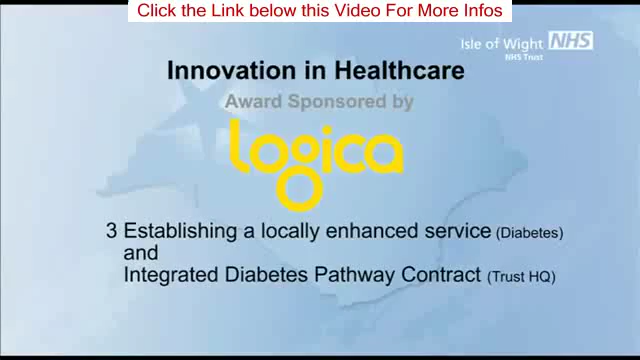 Click the Link below this Video For More Infos
Isle of Wight NHS
NHS Trust
Innovation in Healthcare
Award Sponsored by
logica
3 Establishing a locally enhanced service (Diabetes)
and
Integrated Diabetes Pathway Contract (Trust HQ)